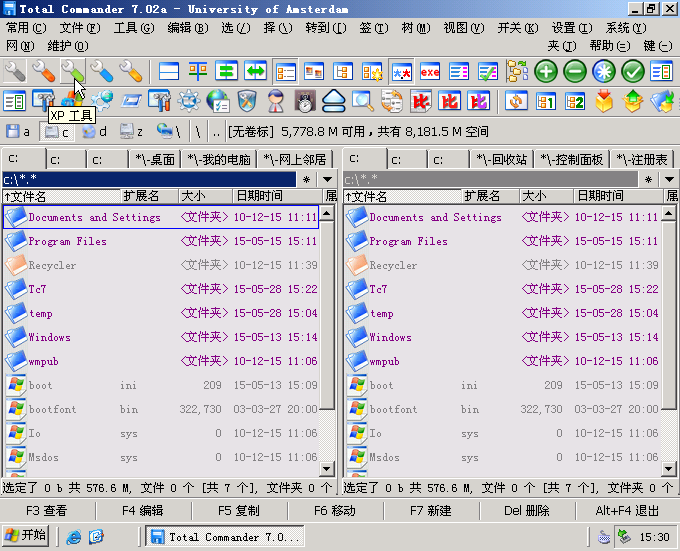 Total Commander 7.02a - University of Amsterdam
常用(C) 文件(F) 工具(G) 编辑(B) 选(/) 择(\) 转到(I) 签(T) 树(M) 视图(V) 开关(K) 设置(I) 系统(Y)
网(N) 维护(O) 夹(J) 帮助(E) 键(-)
exe
比 比 比
XP 工具
a c d z \ \ .. [无卷标] 5,778.8 M 可用，共有 8,181.5 M 空间
c: c: c: *\-桌面 *\-我的电脑 *\-网上邻居 c: c: c: *\-回收站 *\-控制面板 *\-注册表
c:\*.* * c:\*.* *
↑文件名 扩展名 大小 日期时间 属 ↑文件名 扩展名 大小 日期时间 属
Documents and Settings <文件夹> 10-12-15 11:11 Documents and Settings <文件夹> 10-12-15 11:11
Program Files <文件夹> 15-05-15 15:11 Program Files <文件夹> 15-05-15 15:11
Recycler <文件夹> 10-12-15 11:39 Recycler <文件夹> 10-12-15 11:39
Tc7 <文件夹> 15-05-28 15:22 Tc7 <文件夹> 15-05-28 15:22
temp <文件夹> 15-05-28 15:04 temp <文件夹> 15-05-28 15:04
Windows <文件夹> 15-05-13 15:14 Windows <文件夹> 15-05-13 15:14
wmpub <文件夹> 10-12-15 11:06 wmpub <文件夹> 10-12-15 11:06
boot ini 209 15-05-13 15:09 boot ini 209 15-05-13 15:09
bootfont bin 322,730 03-03-27 20:00 bootfont bin 322,730 03-03-27 20:00
Io sys 0 10-12-15 11:06 Io sys 0 10-12-15 11:06
Msdos sys 0 10-12-15 11:06 Msdos sys 0 10-12-15 11:06
选定了 0 b 共 576.6 M, 文件 0 个 [共 7 个], 文件夹 0 个 选定了 0 b 共 576.6 M, 文件 0 个 [共 7 个], 文件夹 0 个
F3 查看 F4 编辑 F5 复制 F6 移动 F7 新建 Del 删除 Alt+F4 退出
开始 Total Commander 7.0... 15:30